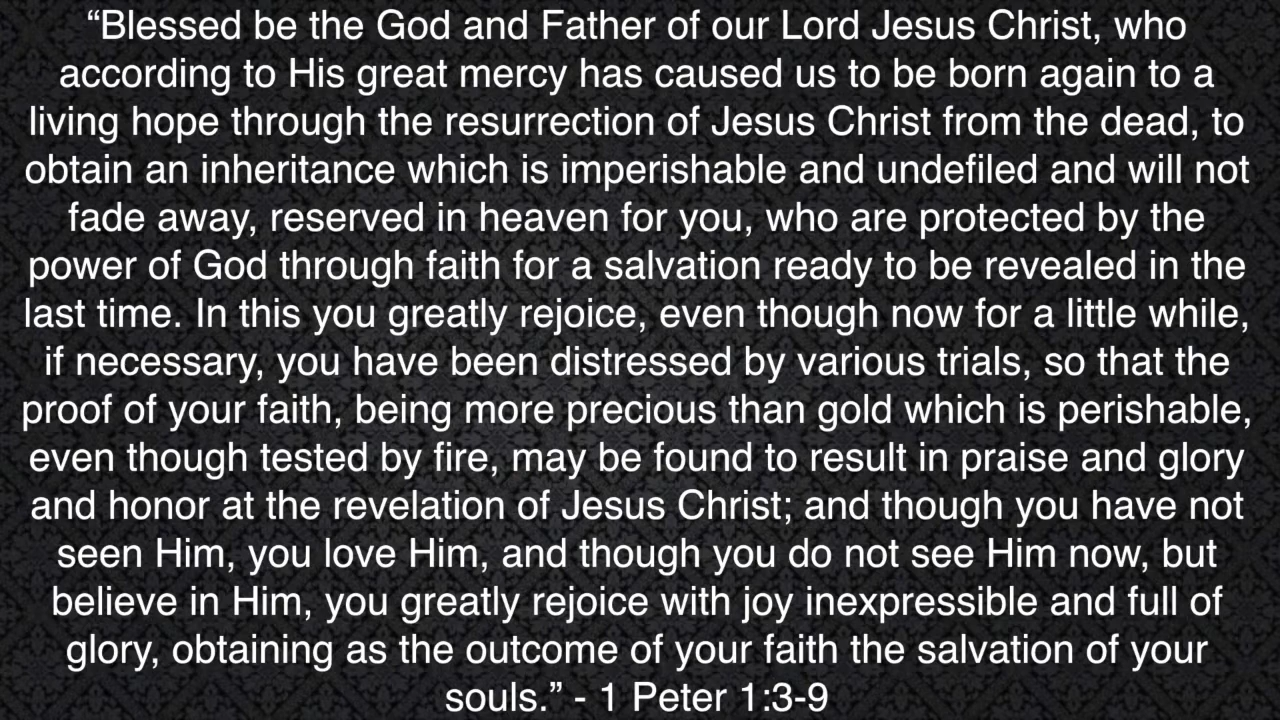 “Blessed be the God and Father of our Lord Jesus Christ, who
according to His great mercy has caused us to be born again to a
living hope through the resurrection of Jesus Christ from the dead, to
obtain an inheritance which is imperishable and undefiled and will not
fade away, reserved in heaven for you, who are protected by the
power of God through faith for a salvation ready to be revealed in the
last time. In this you greatly rejoice, even though now for a little while,
if necessary, you have been distressed by various trials, so that the
proof of your faith, being more precious than gold which is perishable,
even though tested by fire, may be found to result in praise and glory
and honor at the revelation of Jesus Christ; and though you have not
seen Him, you love Him, and though you do not see Him now, but
believe in Him, you greatly rejoice with joy inexpressible and full of
glory, obtaining as the outcome of your faith the salvation of your
souls.” - 1 Peter 1:3-9